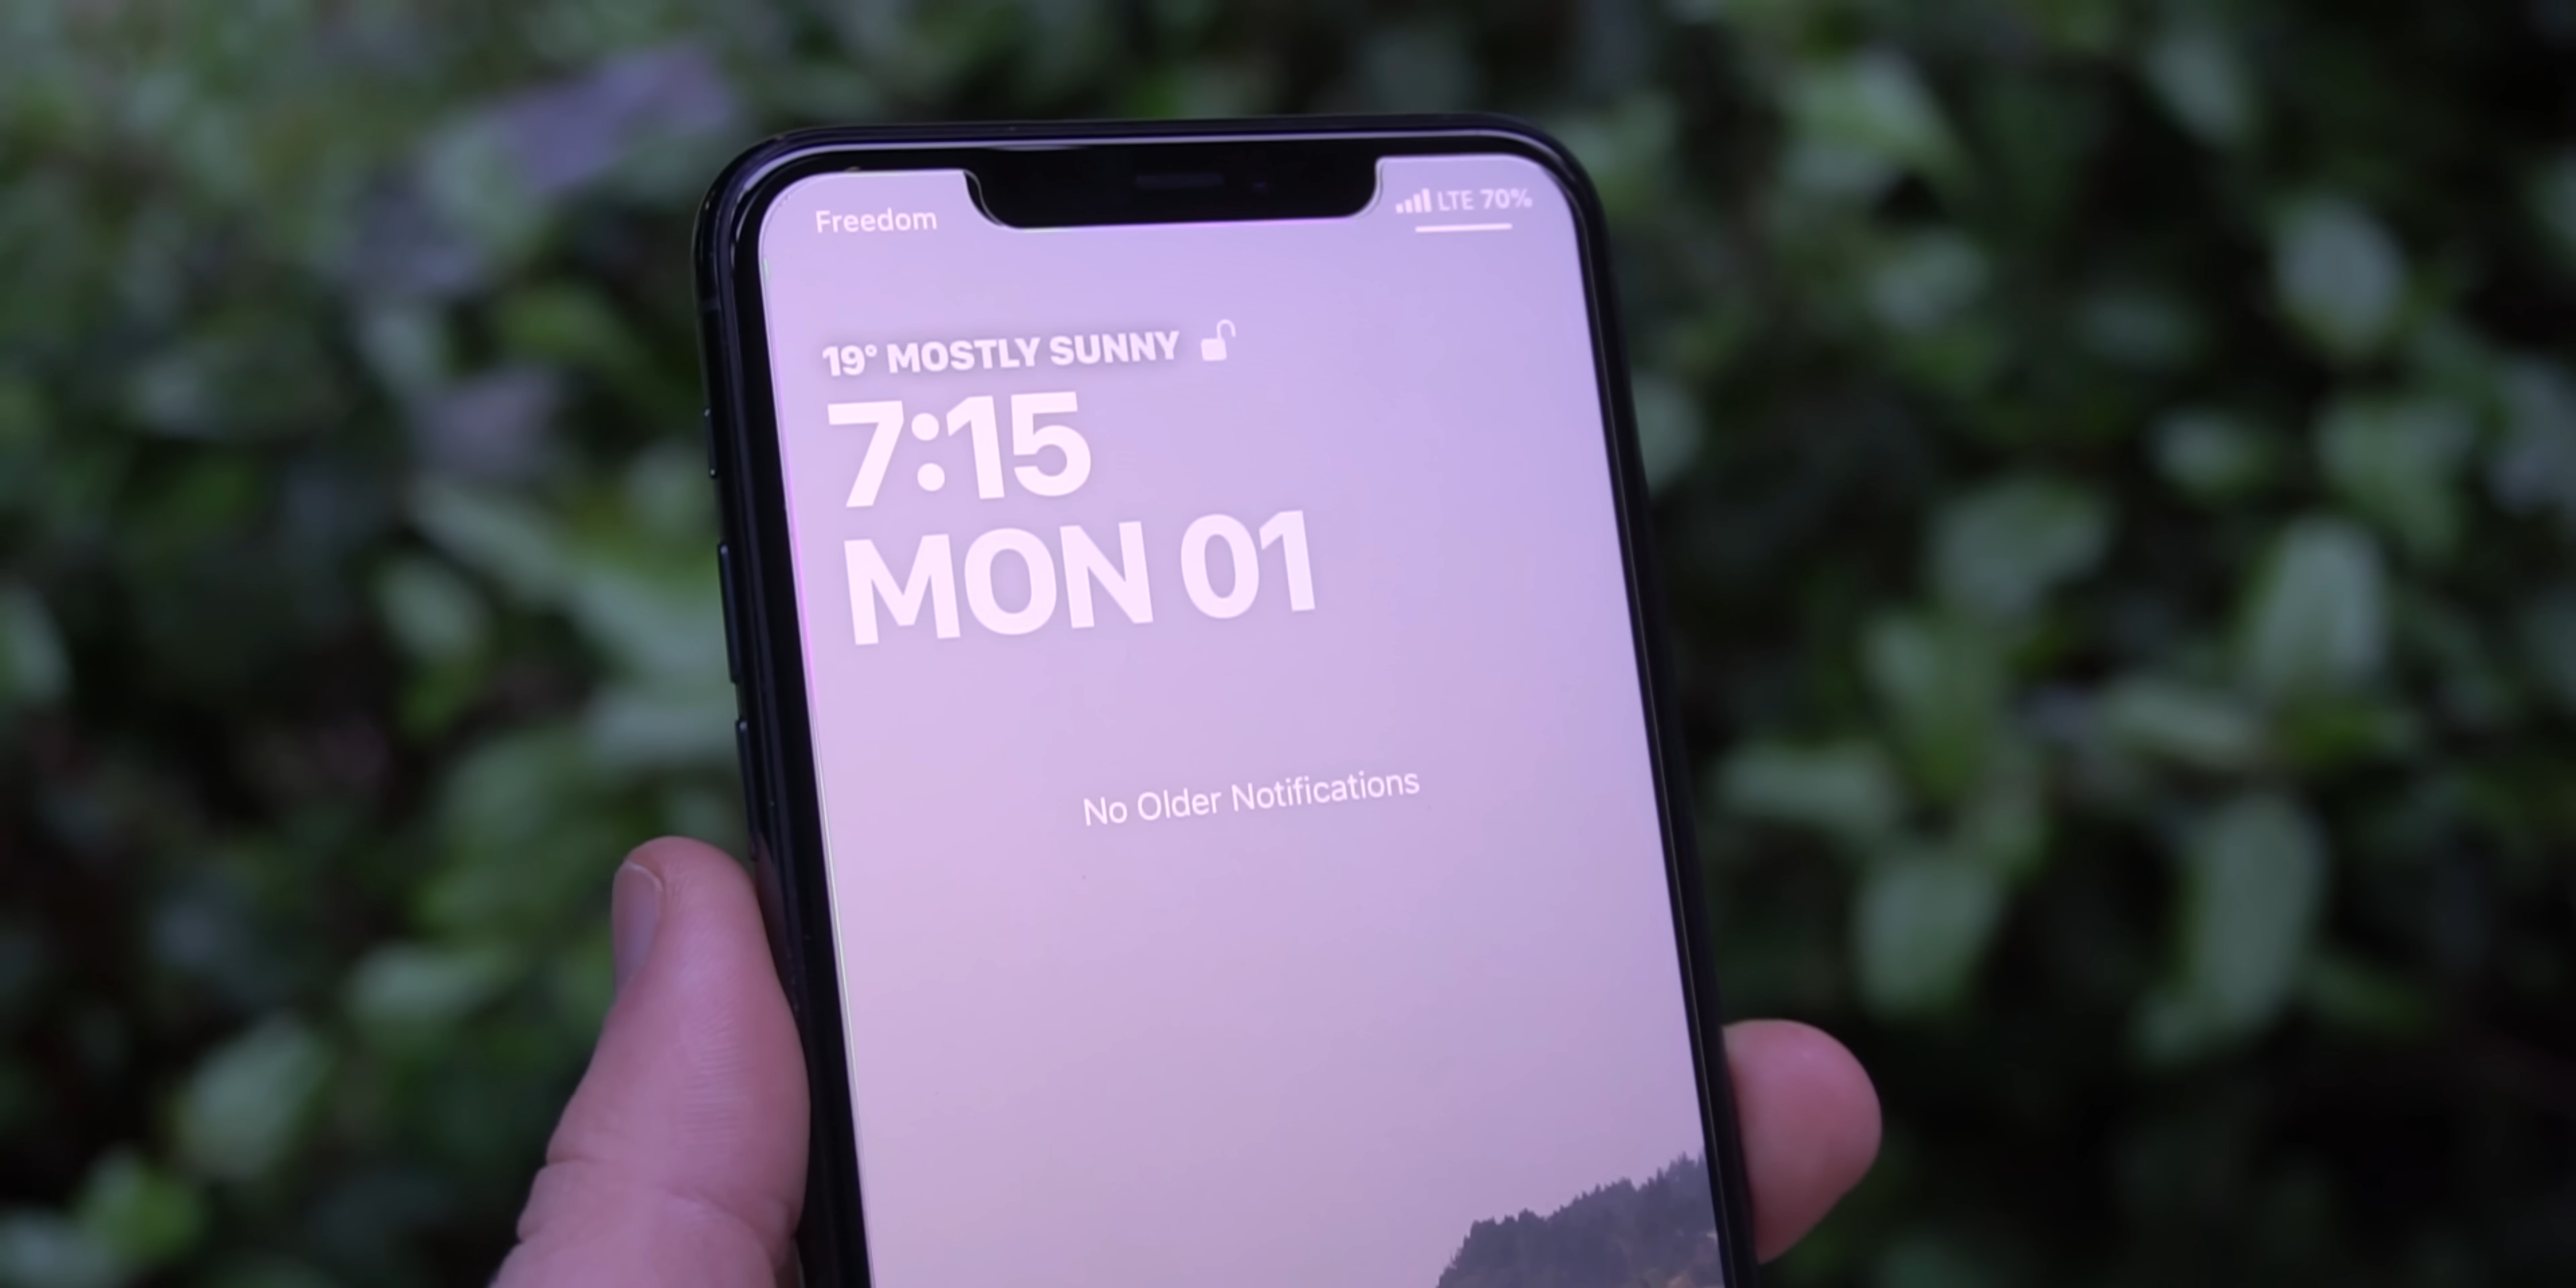 Freedom
LTE 70%
19° MOSTLY SUNNY
7:15
MON 01
No Older Notifications